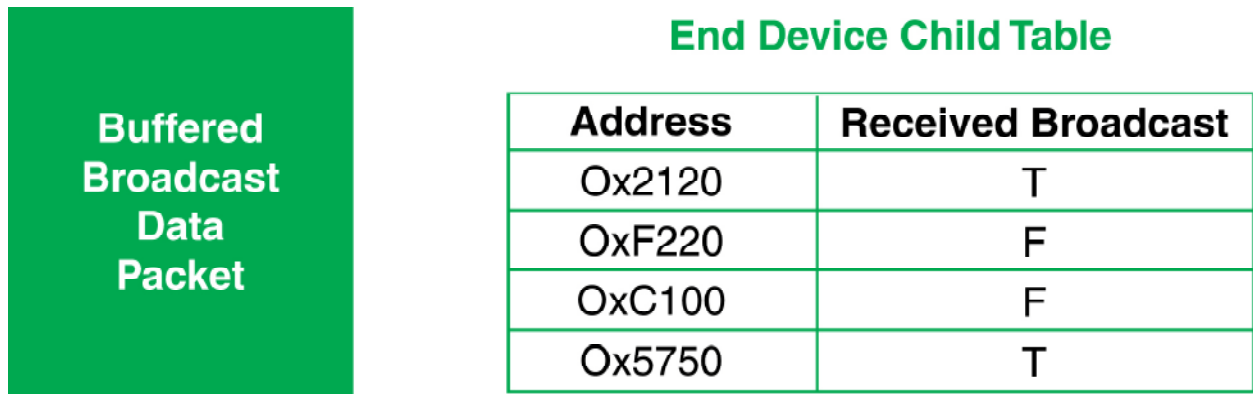 Buffered
Broadcast
Data
Packet
End Device Child Table
Address Received Broadcast
Ox2120 T
OxF220 F
OxC100 F
Ox5750 T